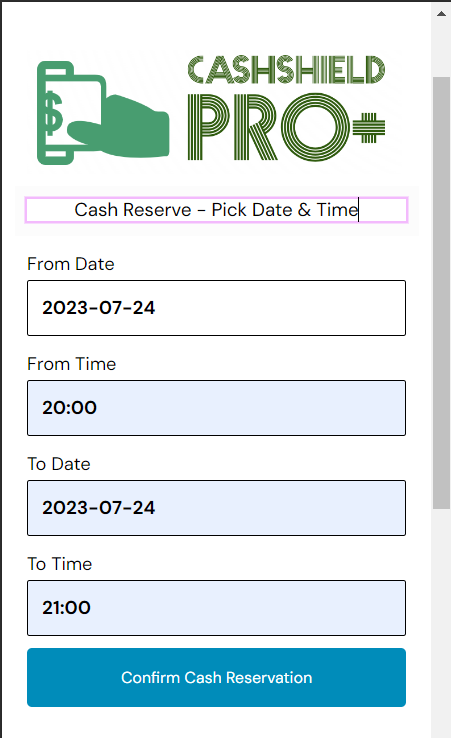 $
CASHSHIELD
PRO+
Cash Reserve - Pick Date & Time
From Date
2023-07-24
From Time
20:00
To Date
2023-07-24
To Time
21:00
Confirm Cash Reservation